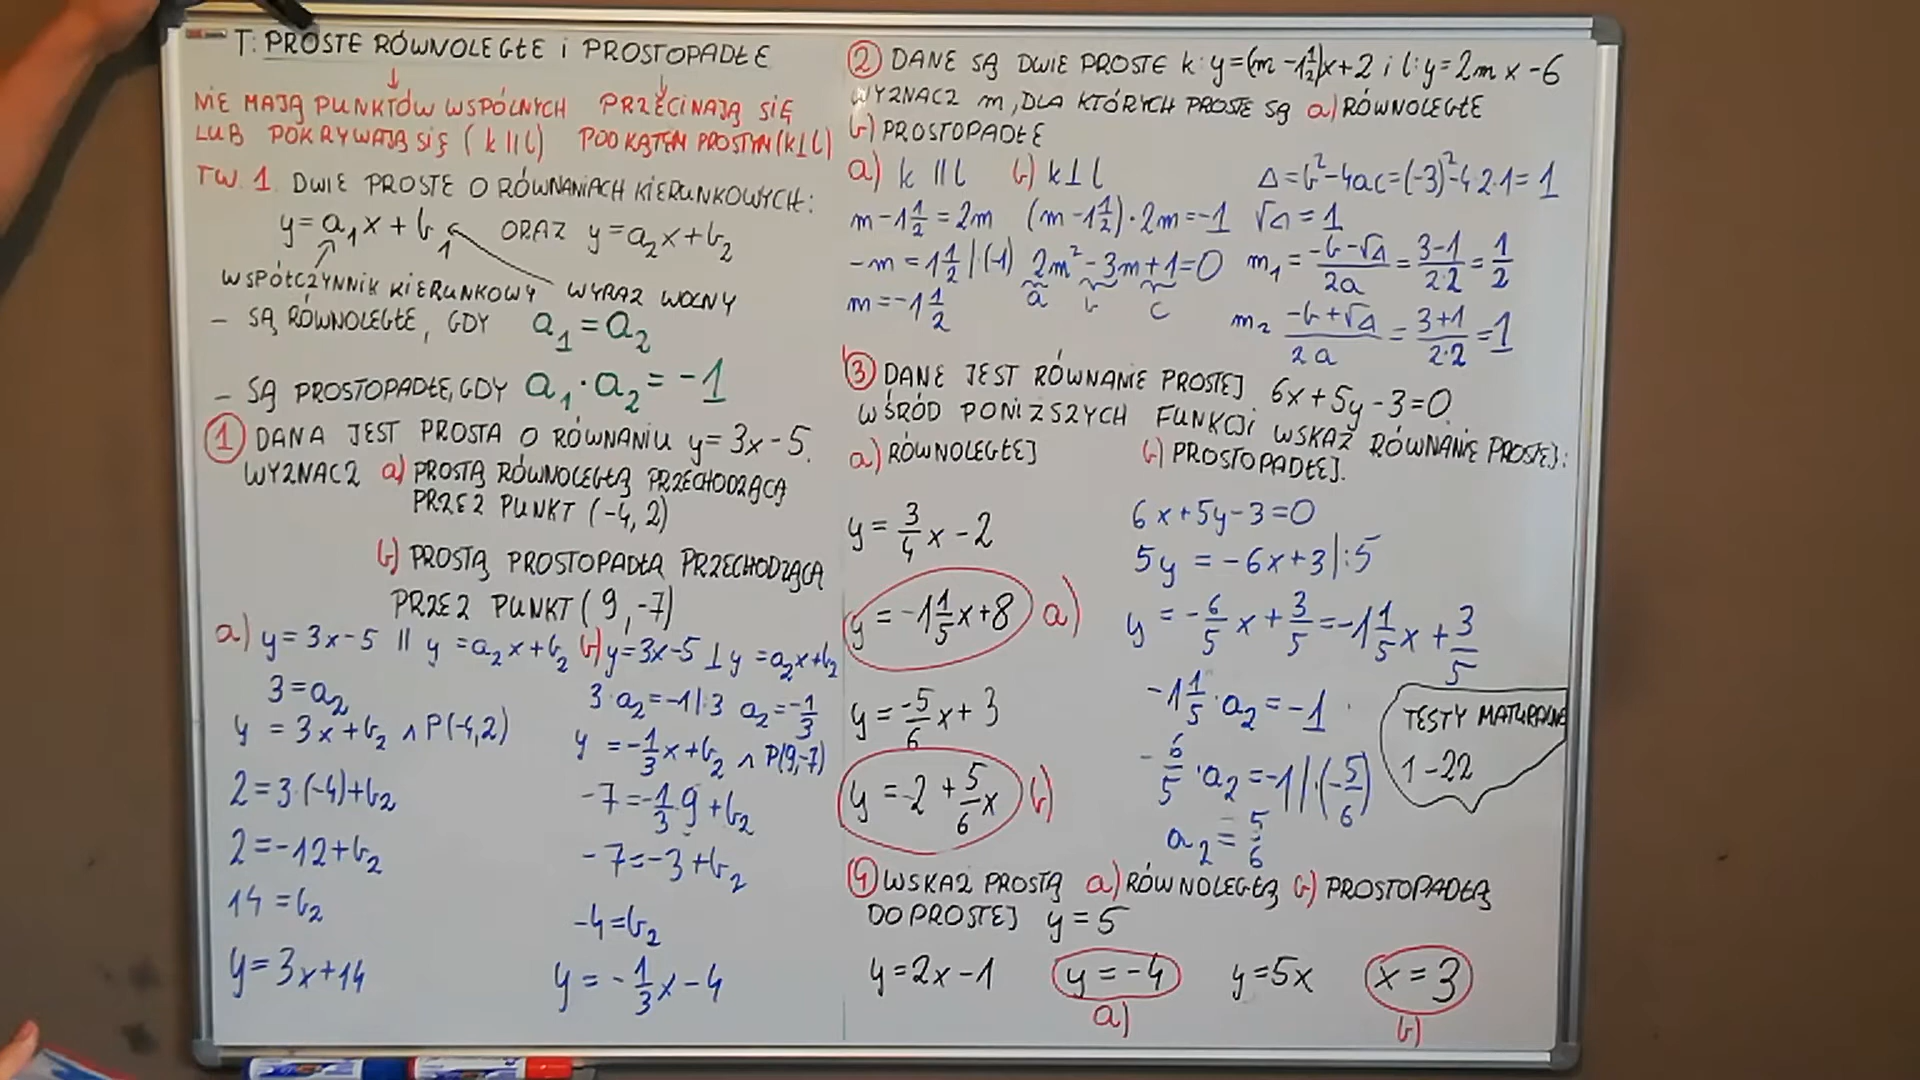 T: PROSTE RÓWNOLEGŁE i PROSTOPADŁE
NIE MAJĄ PUNKTÓW WSPÓLNYCH PRZECINAJĄ SIĘ
LUB POKRYWAJĄ SIĘ (k || l) POD KĄTEM PROSTYM (k⊥l)
TW. 1. DWIE PROSTE O RÓWNANIACH KIERUNKOWYCH:
y = a₁x + b₁ ORAZ y = a₂x + b₂
WSPÓŁCZYNNIK KIERUNKOWY WYRAZ WOLNY
- SĄ RÓWNOLEGŁE, GDY a₁ = a₂
- SĄ PROSTOPADŁE, GDY a₁ · a₂ = -1
① DANA JEST PROSTA O RÓWNANIU y = 3x - 5.
WYZNACZ a) PROSTĄ RÓWNOLEGŁĄ PRZECHODZĄCĄ
PRZEZ PUNKT (-4, 2)
b) PROSTĄ PROSTOPADŁĄ PRZECHODZĄCĄ
PRZEZ PUNKT (9, -7)
a) y = 3x - 5 || y = a₂x + b₂
3 = a₂
y = 3x + b₂ ∧ P(-4,2)
2 = 3·(-4) + b₂
2 = -12 + b₂
14 = b₂
y = 3x + 14
b) y = 3x - 5 ⊥ y = a₂x + b₂
3·a₂ = -1 |:3 a₂ = -1/3
y = -1/3x + b₂ ∧ P(9,-7)
-7 = -1/3·9 + b₂
-7 = -3 + b₂
-4 = b₂
y = -1/3x - 4
② DANE SĄ DWIE PROSTE k: y = (m - 1 1/2)x + 2 i l: y = 2mx - 6
WYZNACZ m, DLA KTÓRYCH PROSTE SĄ a) RÓWNOLEGŁE
b) PROSTOPADŁE
a) k || l
m - 1 1/2 = 2m
-m = 1 1/2 |·(-1)
m = -1 1/2
b) k ⊥ l
(m - 1 1/2)·2m = -1
2m² - 3m + 1 = 0
a b c
Δ = b² - 4ac = (-3)² - 4·2·1 = 1
√Δ = 1
m₁ = (-b-√Δ)/2a = (3-1)/(2·2) = 1/2
m₂ (-b+√Δ)/2a = (3+1)/(2·2) = 1
③ DANE JEST RÓWNANIE PROSTEJ 6x + 5y - 3 = 0.
WŚRÓD PONIŻSZYCH FUNKCJI WSKAŻ RÓWNANIE PROSTEJ:
a) RÓWNOLEGŁEJ b) PROSTOPADŁEJ.
y = 3/4x - 2
y = -1 1/5x + 8 a)
y = -5/6x + 3
y = -2 + 5/6x b)
6x + 5y - 3 = 0
5y = -6x + 3 |:5
y = -6/5x + 3/5 = -1 1/5x + 3/5
-1 1/5·a₂ = -1
-6/5·a₂ = -1 |·(-5/6)
a₂ = 5/6
TESTY MATURALNE
1-22
④ WSKAŻ PROSTĄ a) RÓWNOLEGŁĄ b) PROSTOPADŁĄ
DO PROSTEJ y = 5
y = 2x - 1 y = -4 y = 5x x = 3
a) b)